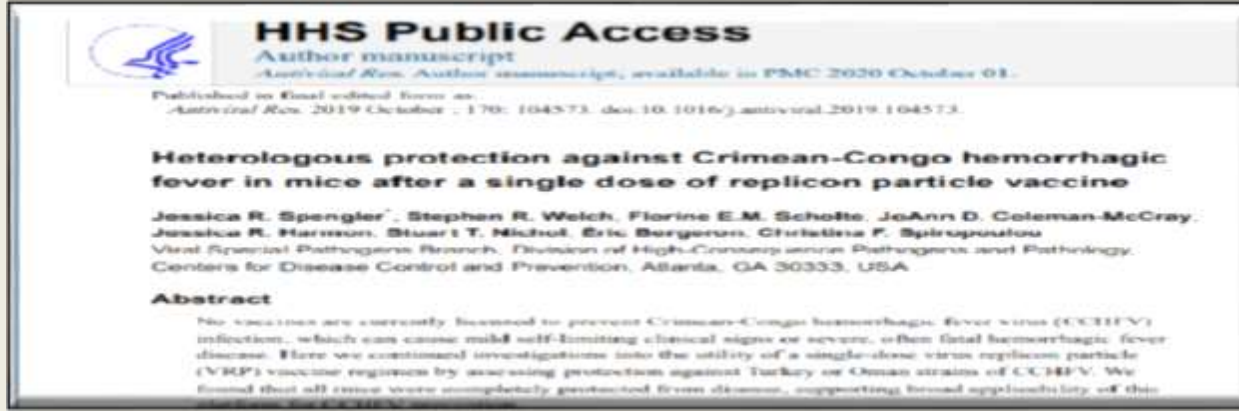 HHS Public Access
Author manuscript
Antiviral Res. Author manuscript; available in PMC 2020 October 01.
Published in final edited form as:
Antiviral Res. 2019 October ; 170: 104573. doi:10.1016/j.antiviral.2019.104573.
Heterologous protection against Crimean-Congo hemorrhagic
fever in mice after a single dose of replicon particle vaccine
Jessica R. Spengler*, Stephen R. Welch, Florine E.M. Scholte, JoAnn D. Coleman-McCray,
Jessica R. Harmon, Stuart T. Nichol, Éric Bergeron, Christina F. Spiropoulou
Viral Special Pathogens Branch, Division of High-Consequence Pathogens and Pathology,
Centers for Disease Control and Prevention, Atlanta, GA 30333, USA
Abstract
No vaccines are currently licensed to prevent Crimean-Congo hemorrhagic fever virus (CCHFV)
infection, which can cause mild self-limiting clinical signs or severe, often fatal hemorrhagic fever
disease. Here we continued investigations into the utility of a single-dose virus replicon particle
(VRP) vaccine regimen by assessing protection against Turkey or Oman strains of CCHFV. We
found that all mice were completely protected from disease, supporting broad applicability of this
platform for CCHFV prevention.